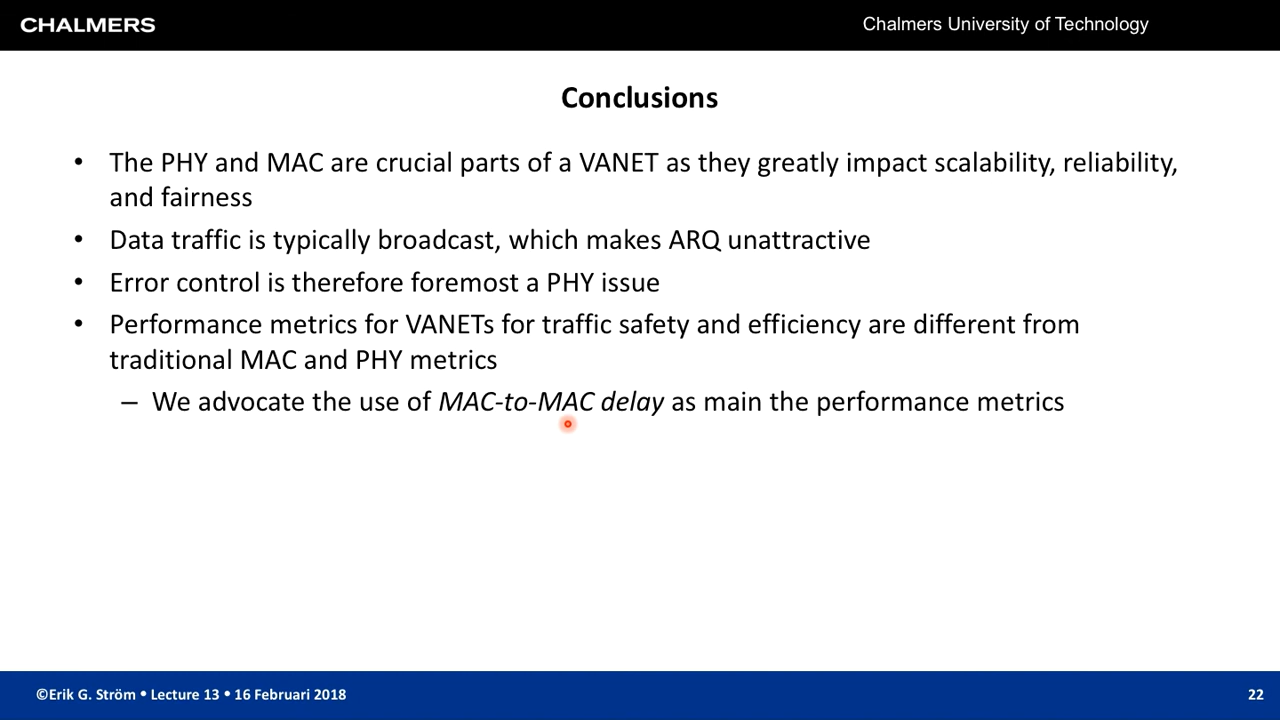 CHALMERS
Chalmers University of Technology
Conclusions
• The PHY and MAC are crucial parts of a VANET as they greatly impact scalability, reliability,
and fairness
• Data traffic is typically broadcast, which makes ARQ unattractive
• Error control is therefore foremost a PHY issue
• Performance metrics for VANETs for traffic safety and efficiency are different from
traditional MAC and PHY metrics
– We advocate the use of MAC-to-MAC delay as main the performance metrics
©Erik G. Ström • Lecture 13 • 16 Februari 2018
22